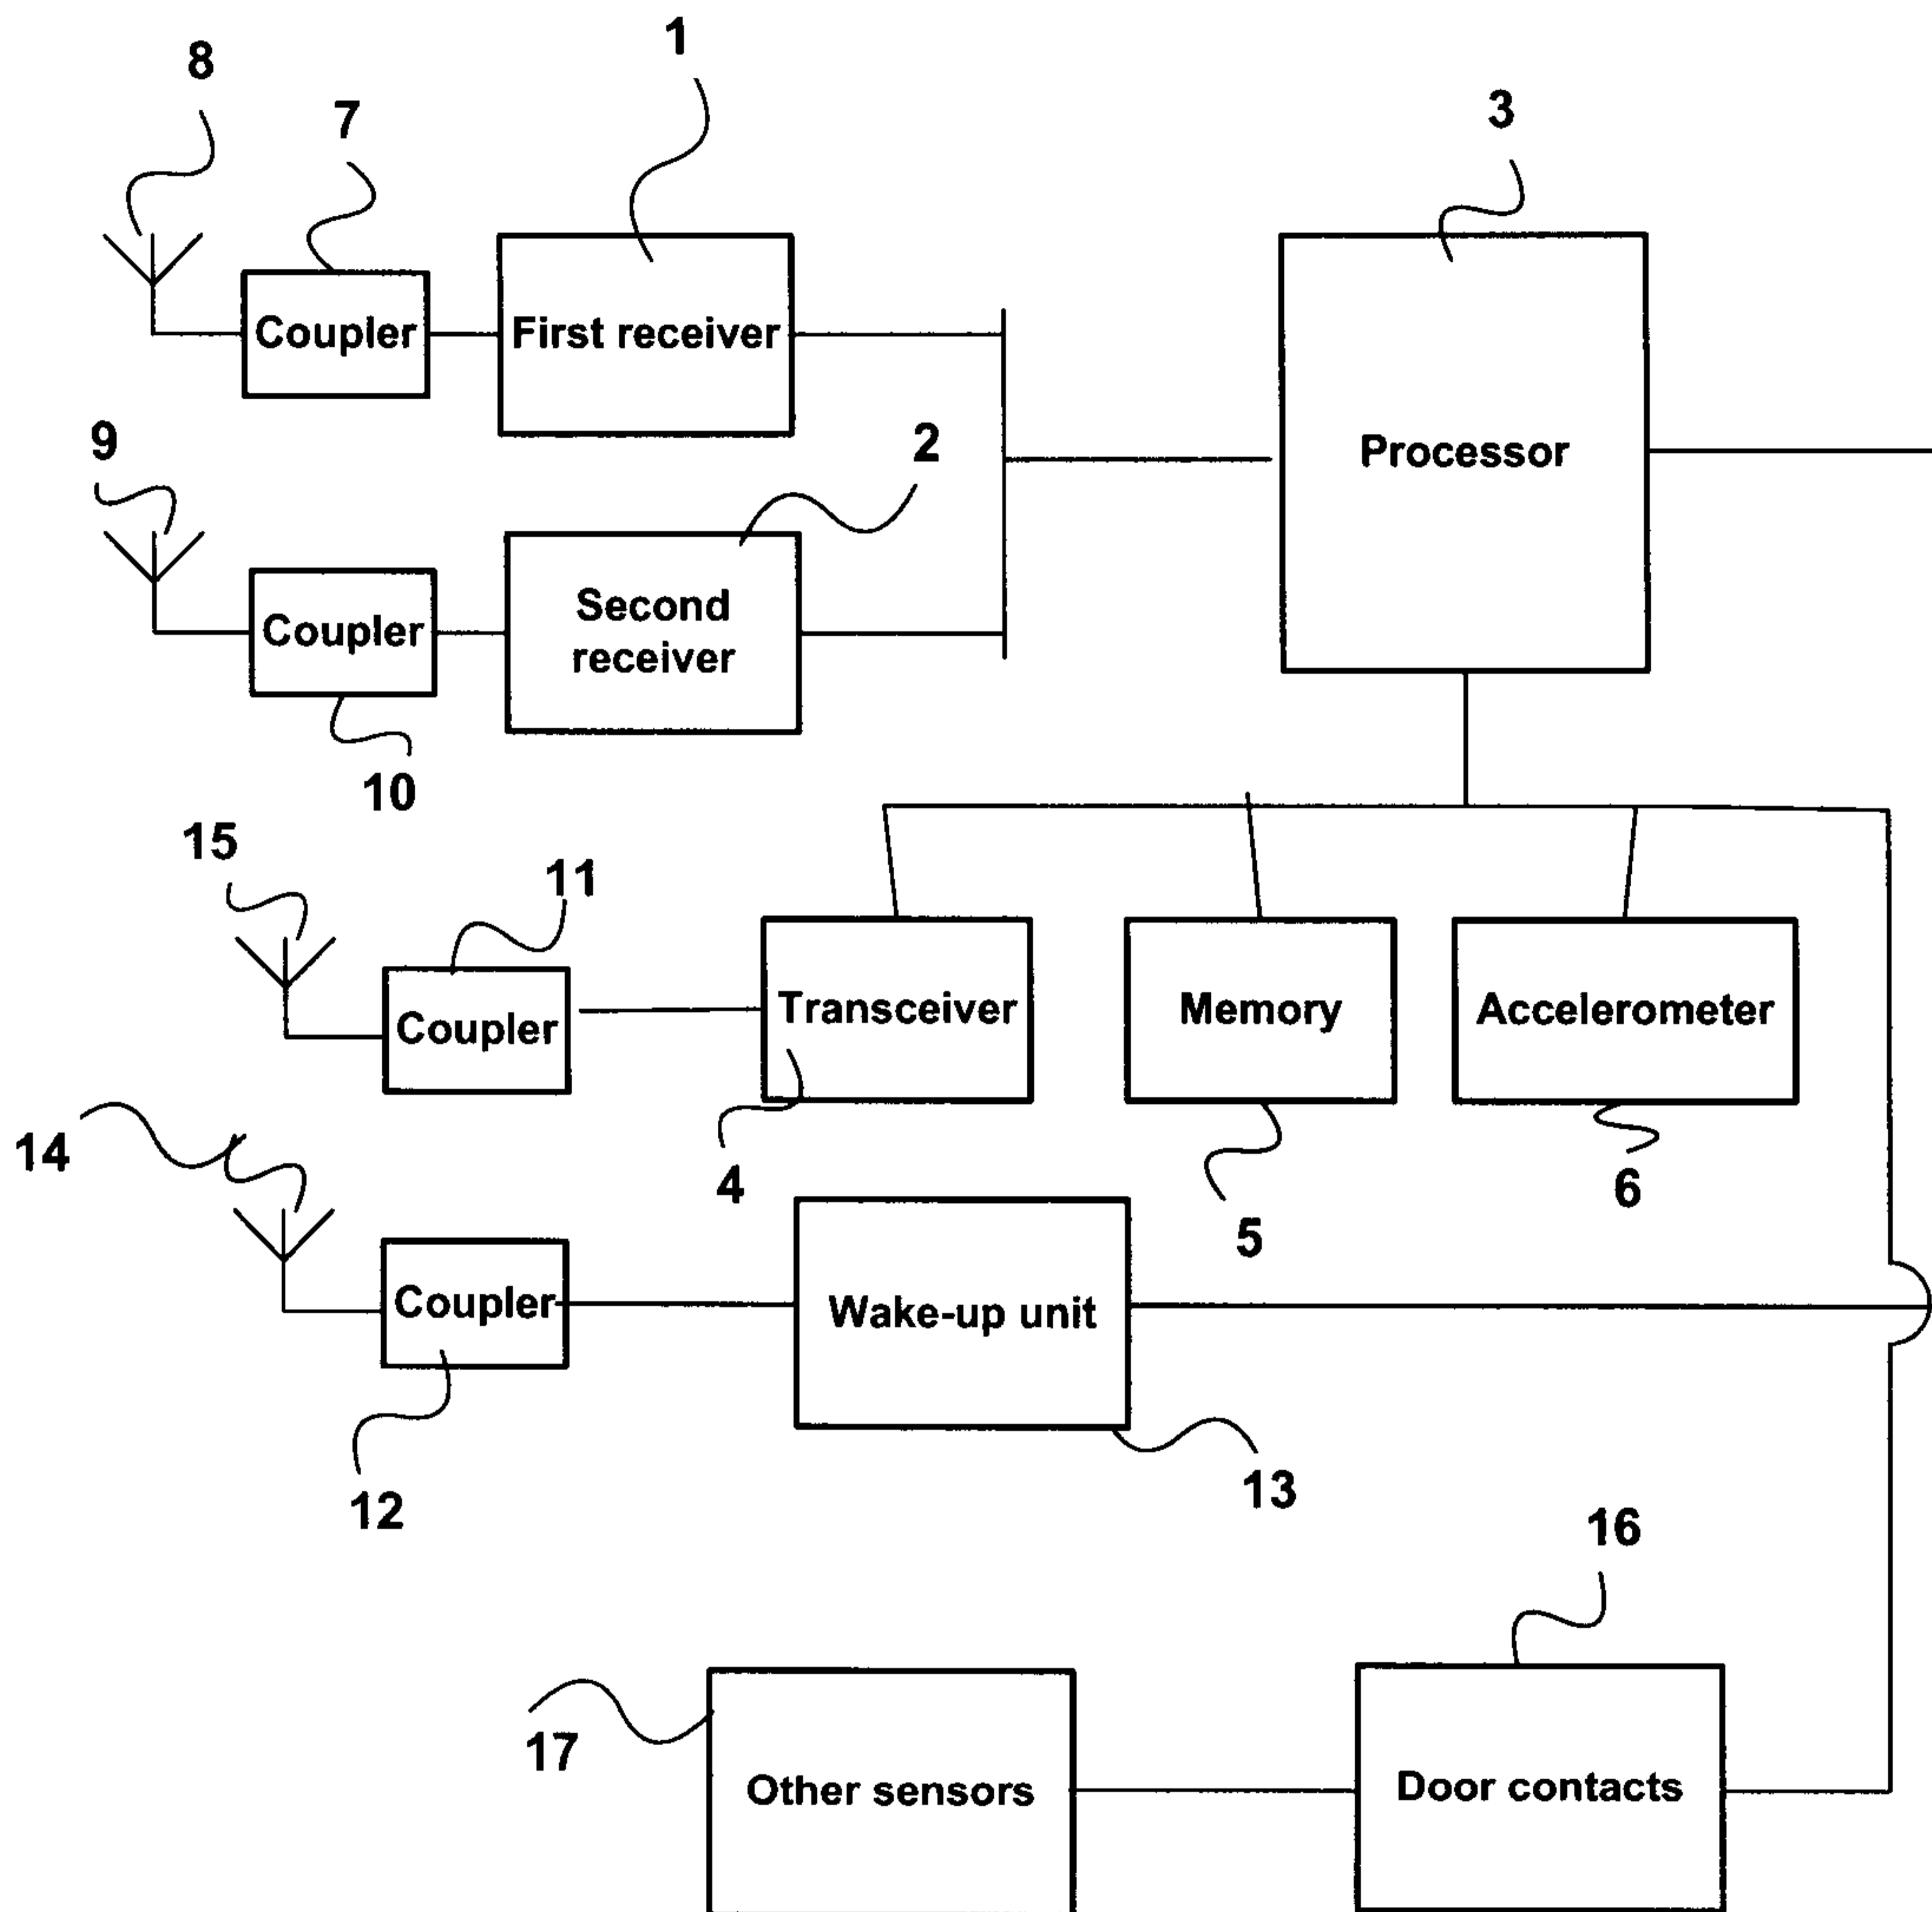 1
8
7
3
Coupler
First receiver
Processor
9
2
Coupler
Second
receiver
10
15
11
Coupler
Transceiver
Memory
Accelerometer
14
4
5
6
Coupler
Wake-up unit
12
13
16
17
Other sensors
Door contacts